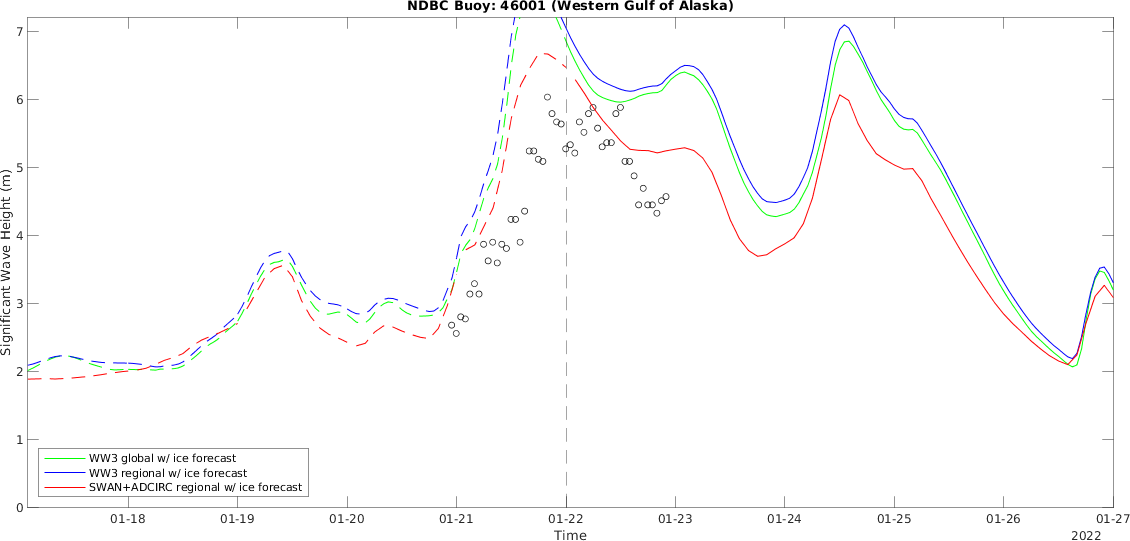 NDBC Buoy: 46001 (Western Gulf of Alaska)
7
6
5
4
3
2
1
0
Significant Wave Height (m)
WW3 global w/ ice forecast
WW3 regional w/ ice forecast
SWAN+ADCIRC regional w/ ice forecast
01-18 01-19 01-20 01-21 01-22 01-23 01-24 01-25 01-26 01-27
Time
2022